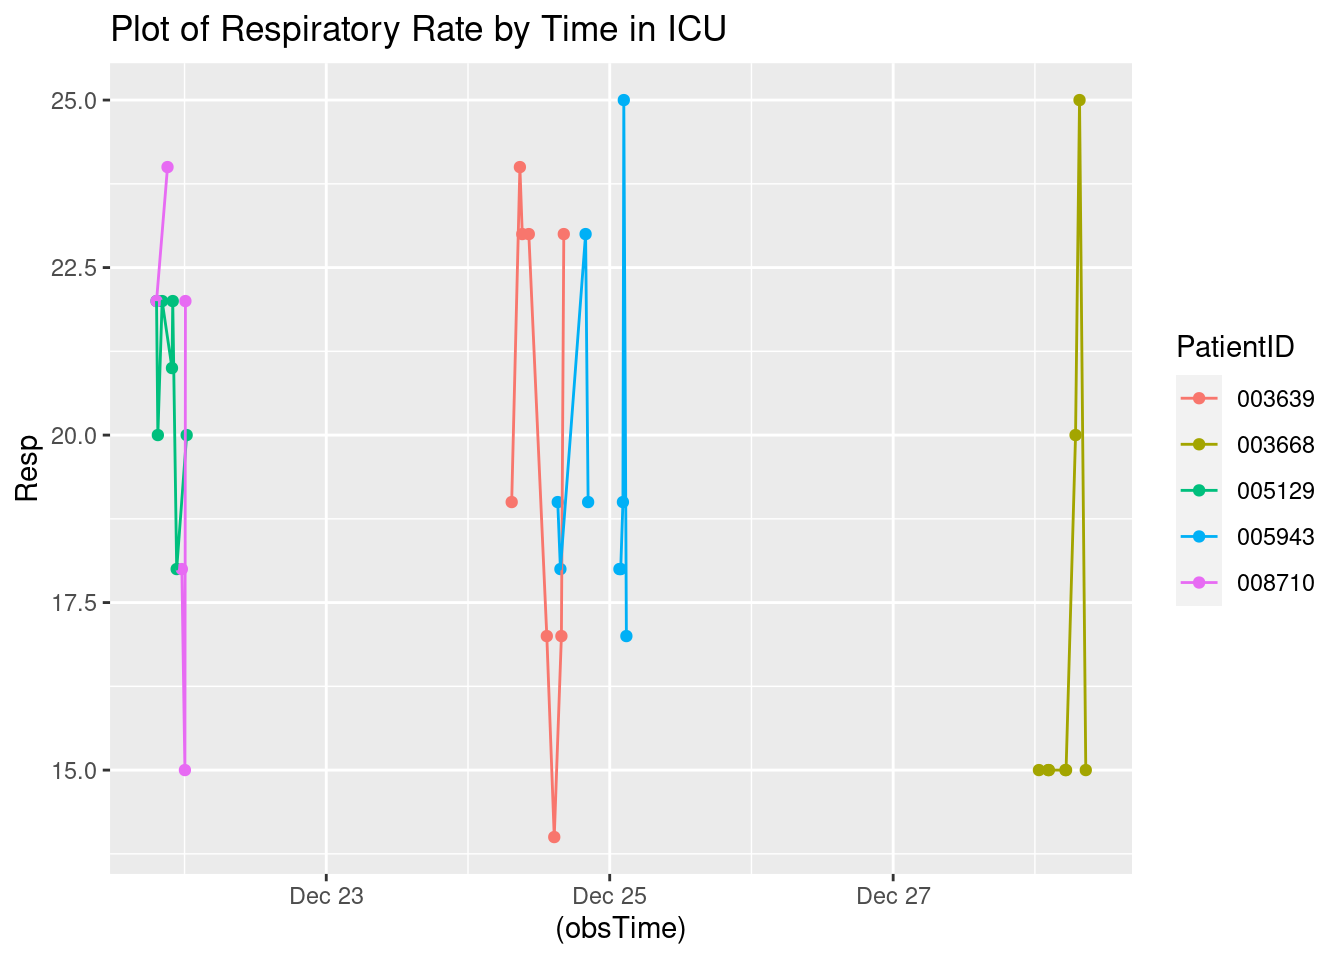 Plot of Respiratory Rate by Time in ICU
25.0
22.5
20.0
17.5
15.0
Resp
Dec 23
Dec 25
Dec 27
(obsTime)
PatientID
003639
003668
005129
005943
008710